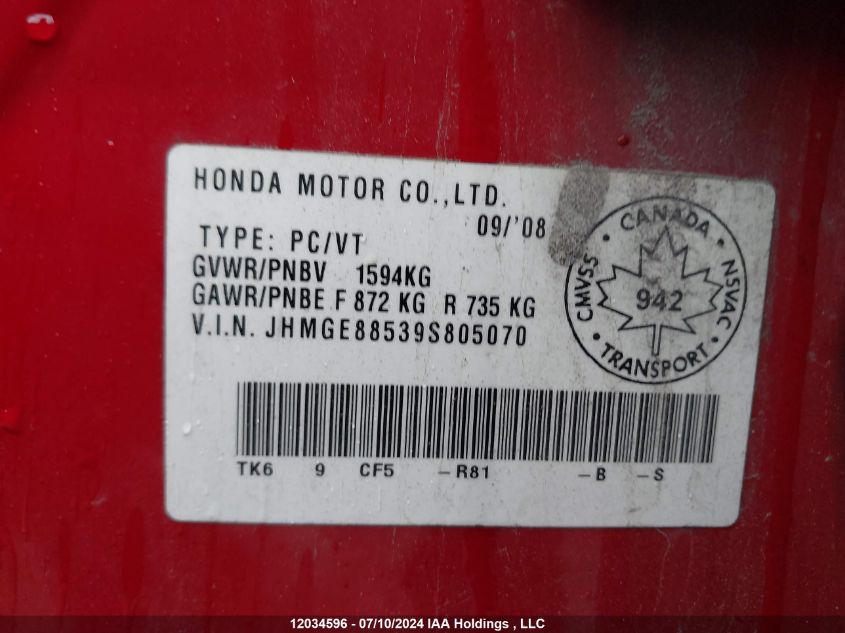 HONDA MOTOR CO.,LTD.
09/'08
TYPE: PC/VT
GVWR/PNBV 1594KG
GAWR/PNBE F 872 KG R 735 KG
V.I.N. JHMGE88539S805070
CANADA
CMVSS 942 NSVAC
TRANSPORT
TK6 9 CF5 -R81 -B -S
12034596 - 07/10/2024 IAA Holdings , LLC